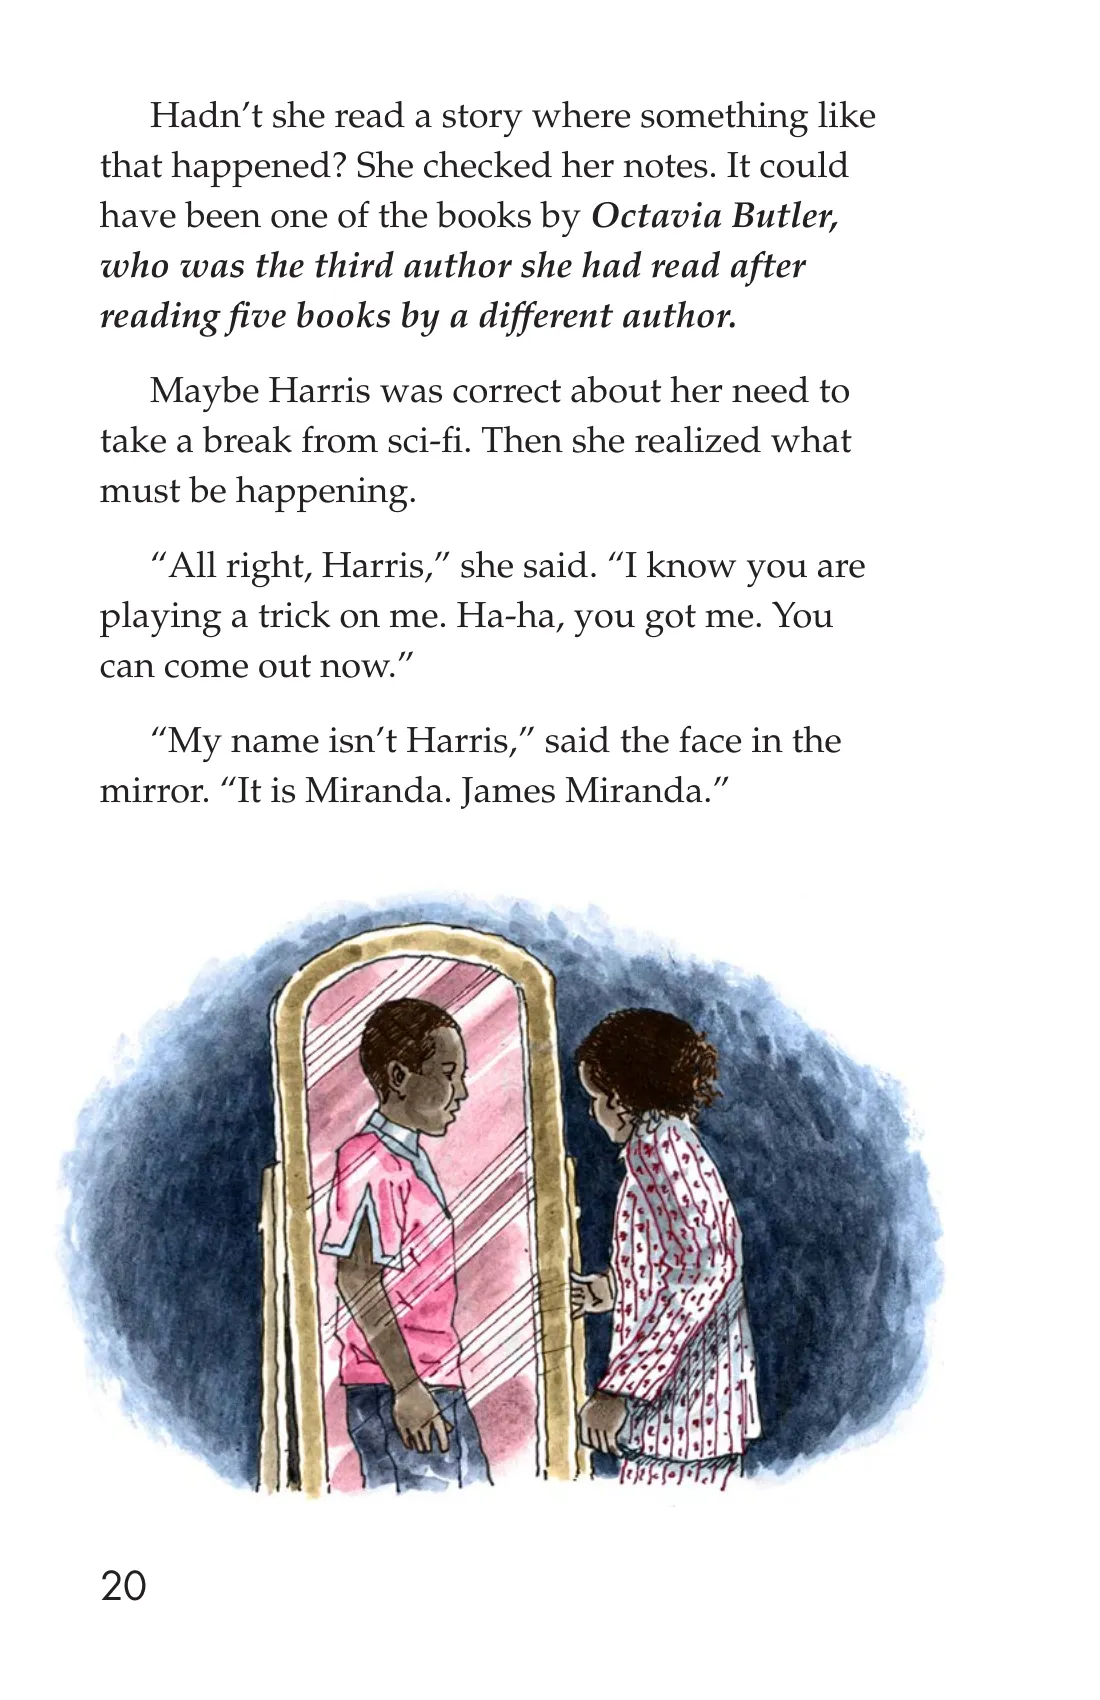 Hadn’t she read a story where something like
that happened? She checked her notes. It could
have been one of the books by Octavia Butler,
who was the third author she had read after
reading five books by a different author.
Maybe Harris was correct about her need to
take a break from sci-fi. Then she realized what
must be happening.
“All right, Harris,” she said. “I know you are
playing a trick on me. Ha-ha, you got me. You
can come out now.”
“My name isn’t Harris,” said the face in the
mirror. “It is Miranda. James Miranda.”
20